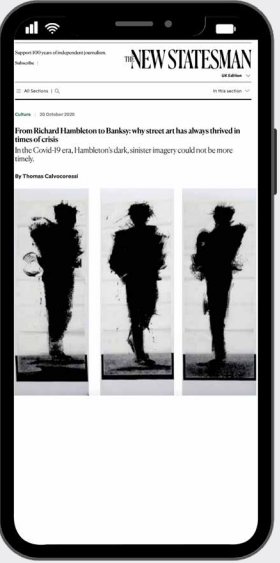 Support 100 years of independent journalism.
Subscribe
THE NEW STATESMAN
UK Edition
All Sections
In this section
Culture 20 October 2020
From Richard Hambleton to Banksy: why street art has always thrived in
times of crisis
In the Covid-19 era, Hambleton's dark, sinister imagery could not be more
timely.
By Thomas Calvocoressi